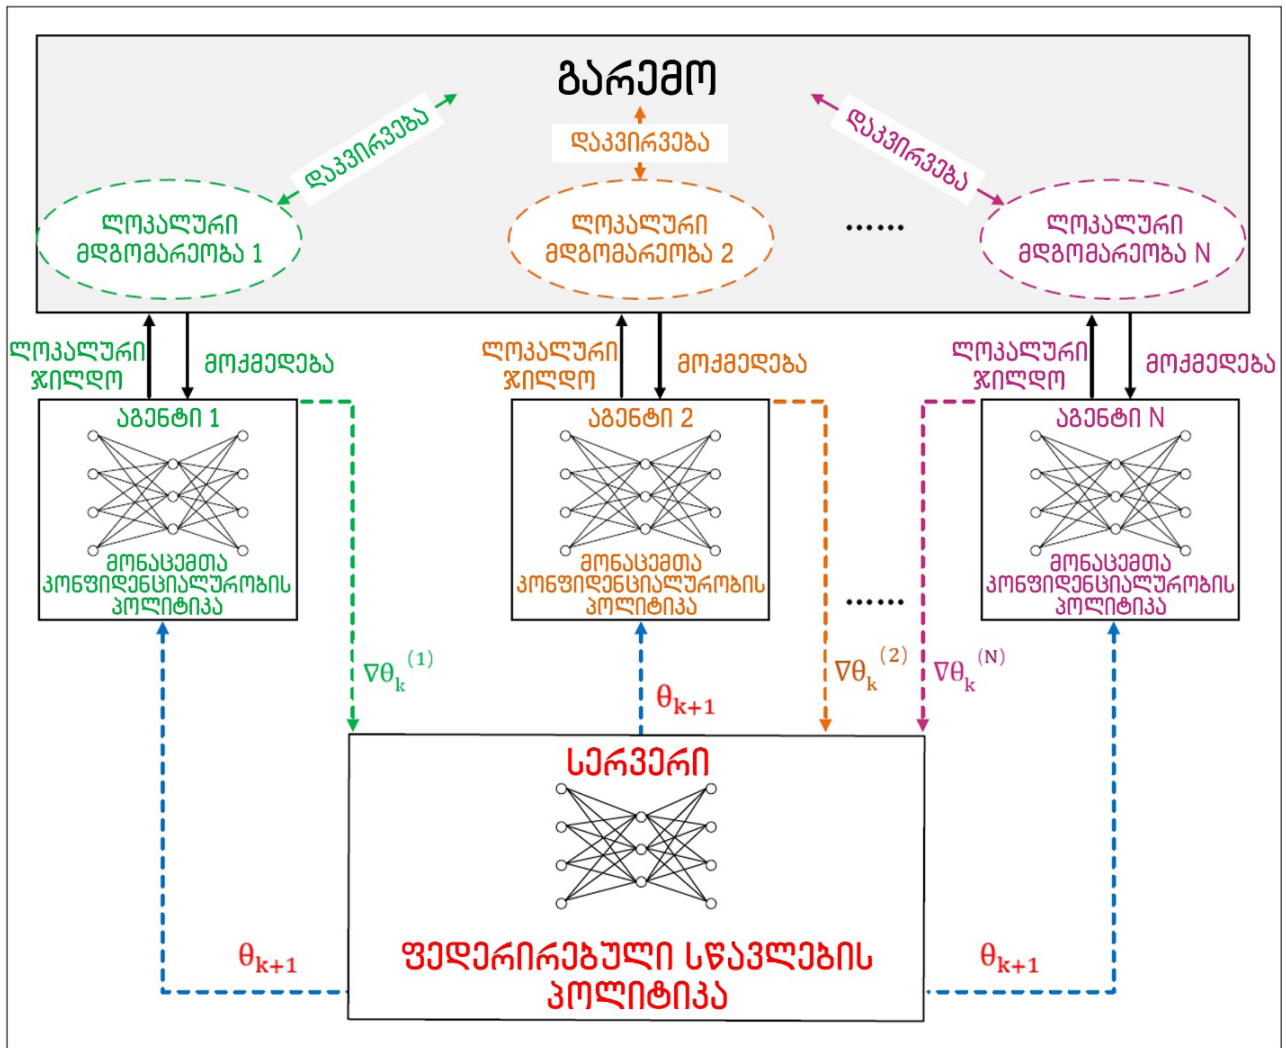 გარემო
დაკვირვება
დაკვირვება
დაკვირვება
ლოკალური
მდგომარეობა 1
ლოკალური
მდგომარეობა 2
......
ლოკალური
მდგომარეობა N
ლოკალური
ჯილდო
მოქმედება
ლოკალური
ჯილდო
მოქმედება
ლოკალური
ჯილდო
მოქმედება
აგენტი 1
მონაცემთა
კონფიდენციალურობის
პოლიტიკა
აგენტი 2
მონაცემთა
კონფიდენციალურობის
პოლიტიკა
......
აგენტი N
მონაცემთა
კონფიდენციალურობის
პოლიტიკა
∇θₖ⁽¹⁾
θₖ₊₁
∇θₖ⁽²⁾
∇θₖ⁽ᴺ⁾
სერვერი
ფედერირებული სწავლების
პოლიტიკა
θₖ₊₁
θₖ₊₁